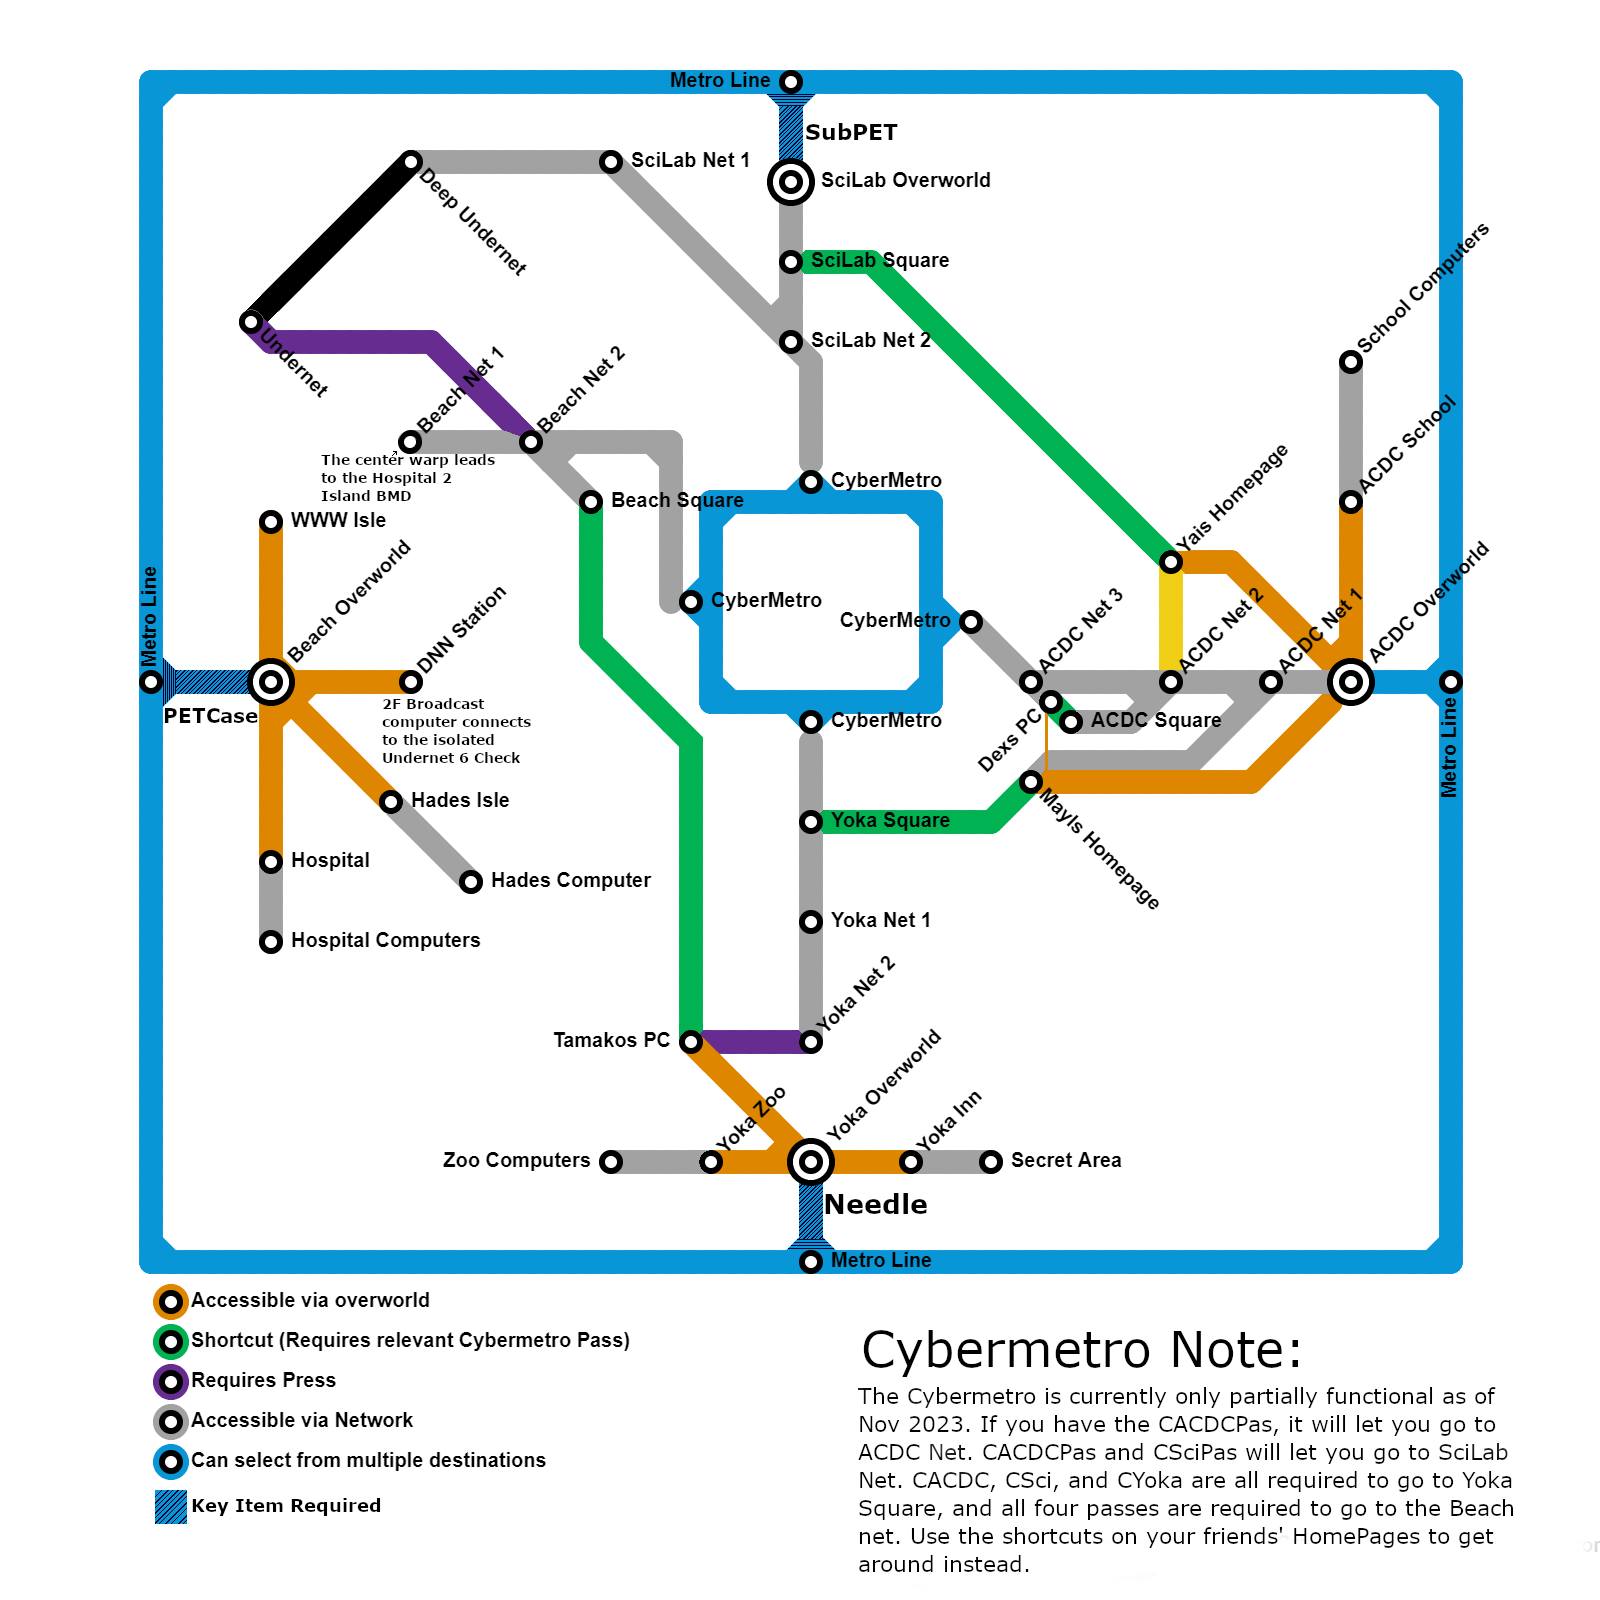 Metro Line
SubPET
SciLab Net 1
SciLab Overworld
Deep Undernet
SciLab Square
School Computers
Undernet
SciLab Net 2
Beach Net 1
Beach Net 2
ACDC School
The center warp leads
to the Hospital 2
Island BMD
CyberMetro
Yais Homepage
Beach Square
WWW Isle
Beach Overworld
ACDC Overworld
Metro Line
DNN Station
CyberMetro
CyberMetro
ACDC Net 3
ACDC Net 2
ACDC Net 1
PETCase
2F Broadcast
computer connects
to the isolated
Undernet 6 Check
CyberMetro
Dexs PC
ACDC Square
Metro Line
Hades Isle
Yoka Square
Mayls Homepage
Hospital
Hades Computer
Yoka Net 1
Hospital Computers
Yoka Net 2
Tamakos PC
Yoka Zoo
Yoka Overworld
Yoka Inn
Zoo Computers
Secret Area
Needle
Metro Line
Accessible via overworld
Shortcut (Requires relevant Cybermetro Pass)
Requires Press
Accessible via Network
Can select from multiple destinations
Key Item Required
Cybermetro Note:
The Cybermetro is currently only partially functional as of
Nov 2023. If you have the CACDCPas, it will let you go to
ACDC Net. CACDCPas and CSciPas will let you go to SciLab
Net. CACDC, CSci, and CYoka are all required to go to Yoka
Square, and all four passes are required to go to the Beach
net. Use the shortcuts on your friends' HomePages to get
around instead.